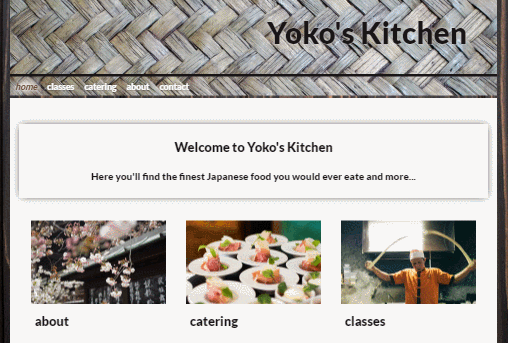 Yoko's Kitchen
home classes catering about contact
Welcome to Yoko's Kitchen
Here you'll find the finest Japanese food you would ever eat and more...
about catering classes